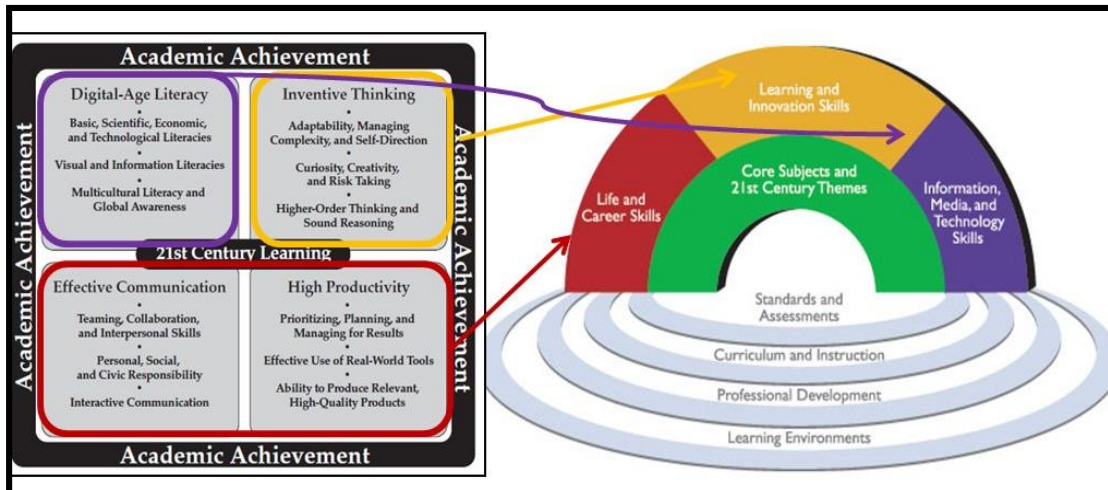 Academic Achievement
Academic Achievement
Digital-Age Literacy
•
Basic, Scientific, Economic,
and Technological Literacies
•
Visual and Information Literacies
•
Multicultural Literacy and
Global Awareness
Inventive Thinking
•
Adaptability, Managing
Complexity, and Self-Direction
•
Curiosity, Creativity,
and Risk Taking
•
Higher-Order Thinking and
Sound Reasoning
21st Century Learning
Effective Communication
•
Teaming, Collaboration,
and Interpersonal Skills
•
Personal, Social,
and Civic Responsibility
•
Interactive Communication
High Productivity
•
Prioritizing, Planning, and
Managing for Results
•
Effective Use of Real-World Tools
•
Ability to Produce Relevant,
High-Quality Products
Academic Achievement
Academic Achievement
Learning and
Innovation Skills
Core Subjects and
21st Century Themes
Life and
Career Skills
Information,
Media, and
Technology
Skills
Standards and
Assessments
Curriculum and Instruction
Professional Development
Learning Environments